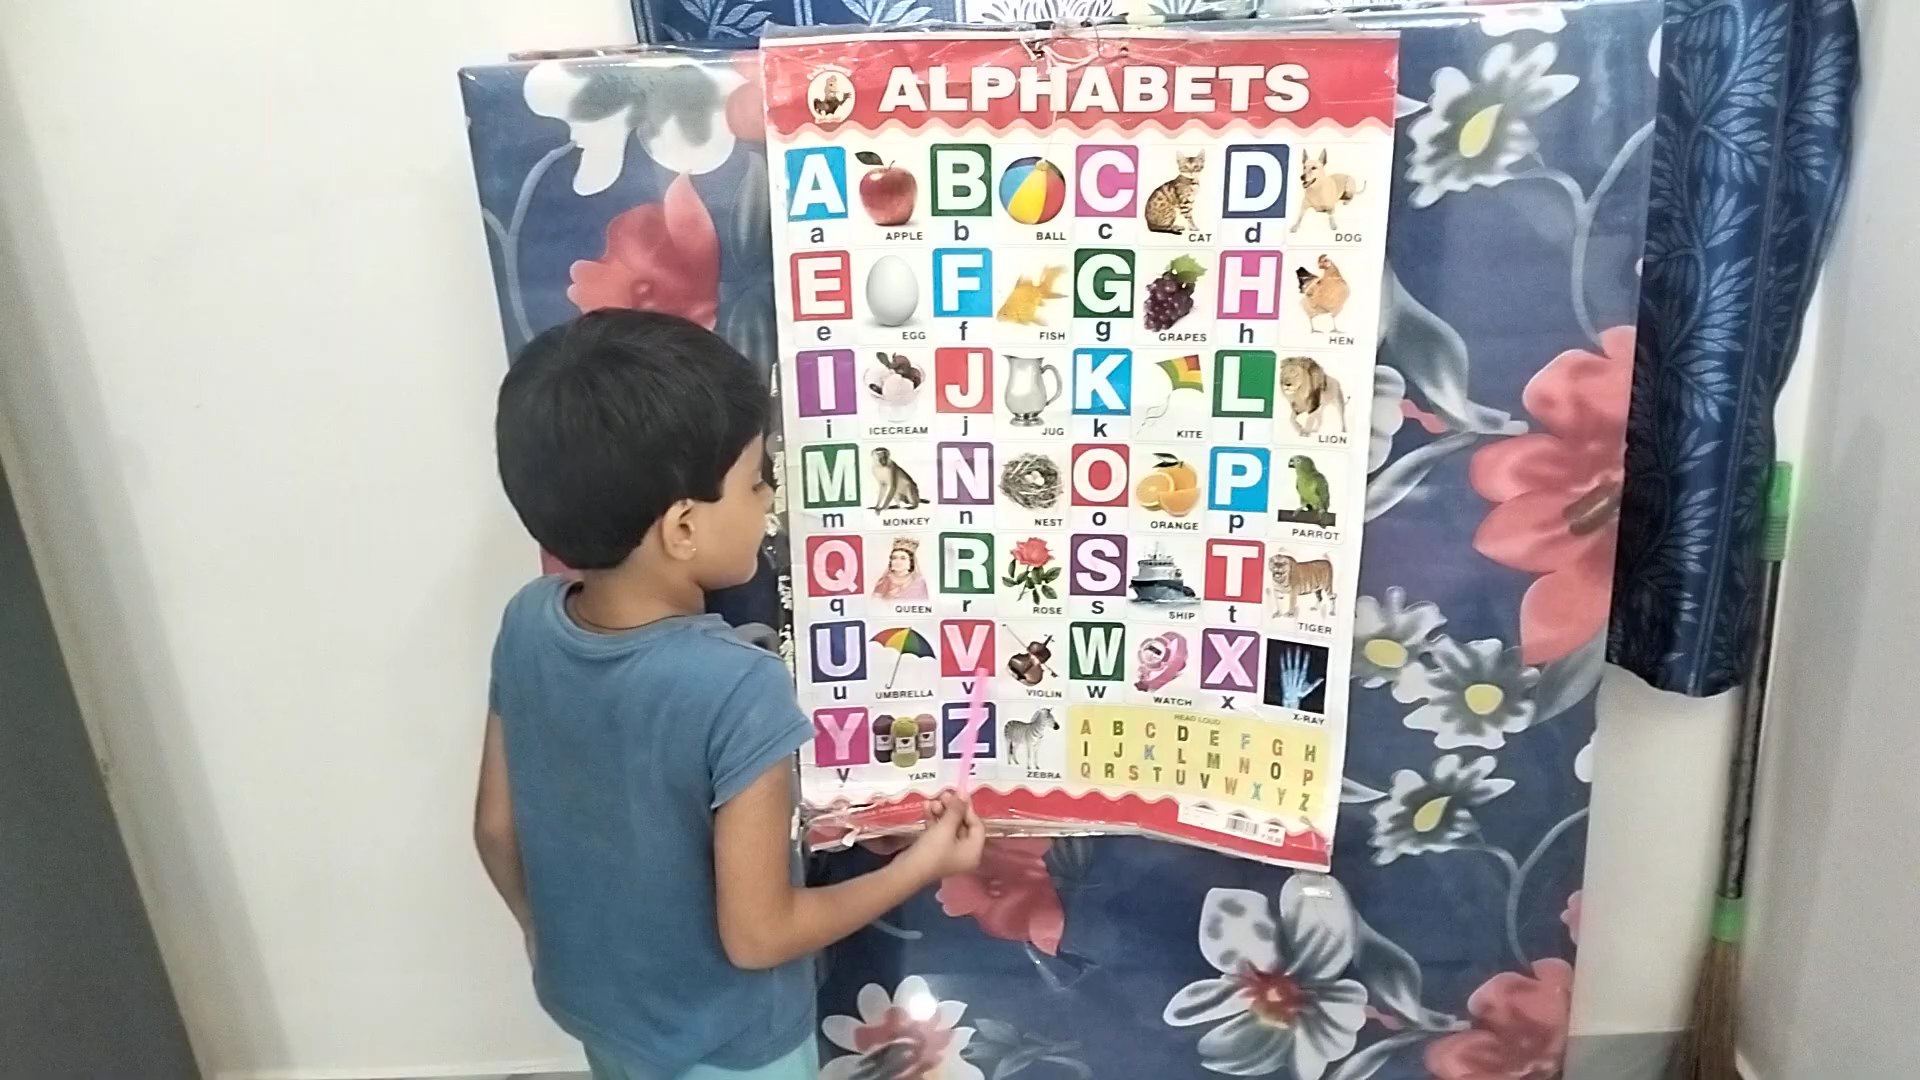 ALPHABETS
A APPLE B BALL C CAT D DOG
a b c d
E EGG F FISH G GRAPES H HEN
e f g h
I ICECREAM J JUG K KITE L LION
i j k l
M MONKEY N NEST O ORANGE P PARROT
m n o p
Q QUEEN R ROSE S SHIP T TIGER
q r s t
U UMBRELLA V VIOLIN W WATCH X X-RAY
u v w x
Y YARN Z ZEBRA
y z
READ LOUD
A B C D E F G H
I J K L M N O P
Q R S T U V W X Y Z